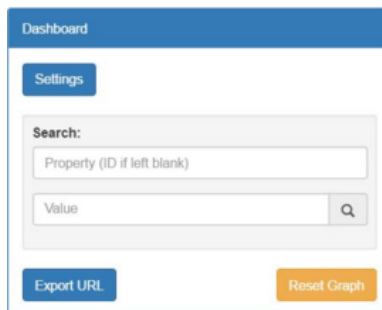 Dashboard
Settings
Search:
Property (ID if left blank)
Value
Export URL
Reset Graph